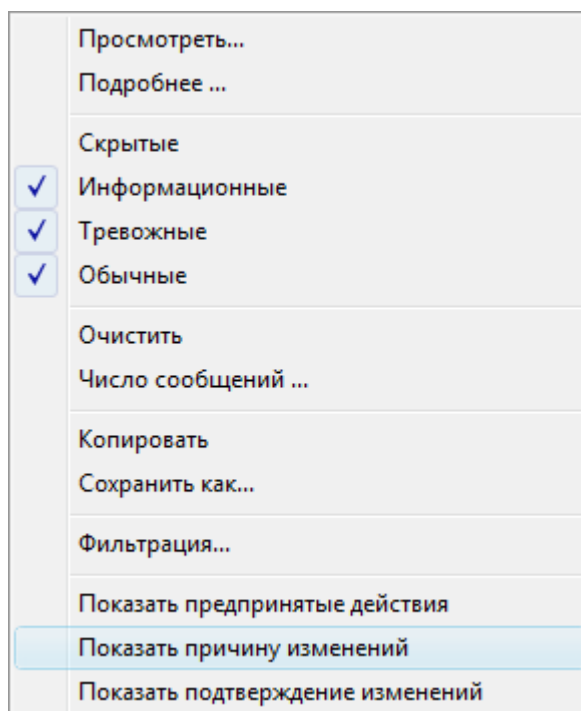 Просмотреть...
Подробнее ...
Скрытые
Информационные
Тревожные
Обычные
Очистить
Число сообщений ...
Копировать
Сохранить как...
Фильтрация...
Показать предпринятые действия
Показать причину изменений
Показать подтверждение изменений